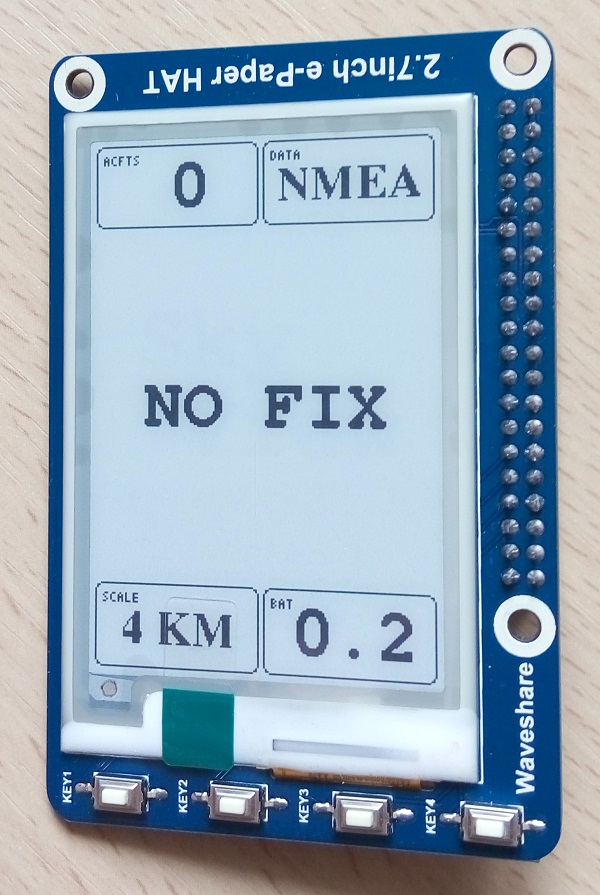 2.7inch e-Paper HAT
ACFTS
0
DATA
NMEA
NO FIX
SCALE
4 KM
BAT
0.2
Waveshare
KEY1
KEY2
KEY3
KEY4